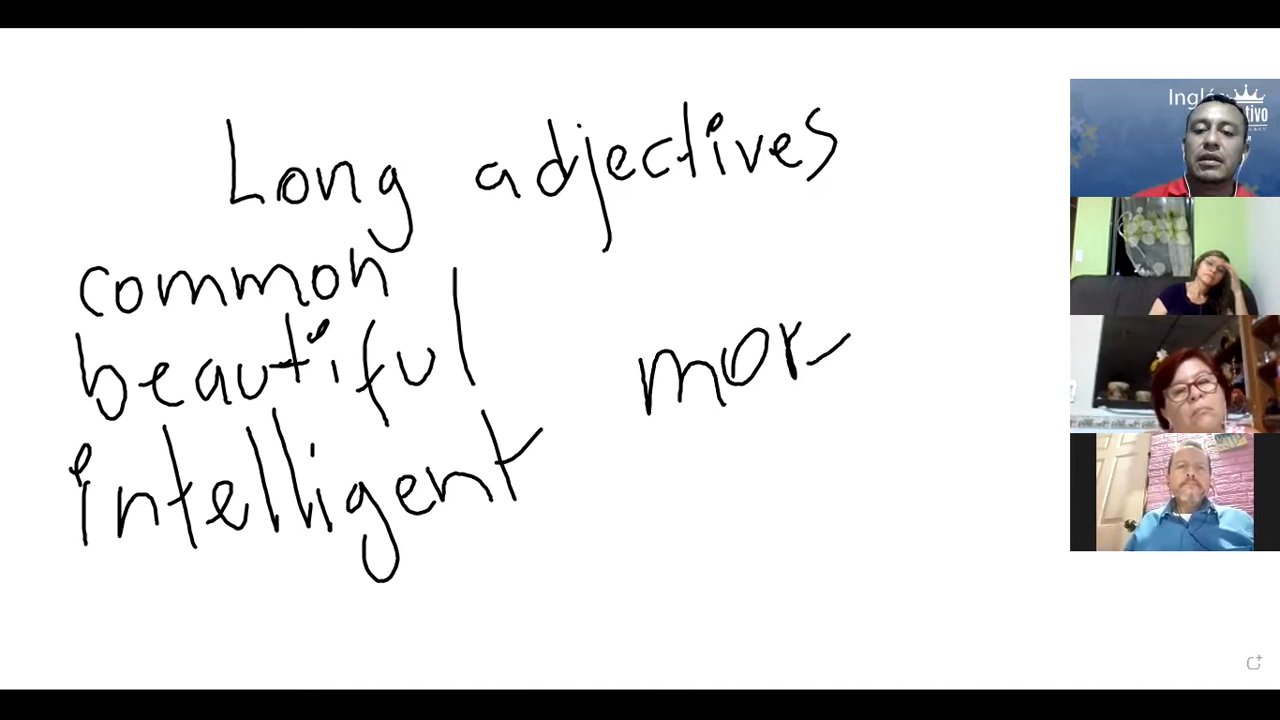 Long adjectives
common
beautiful
mor
intelligent
Inglés